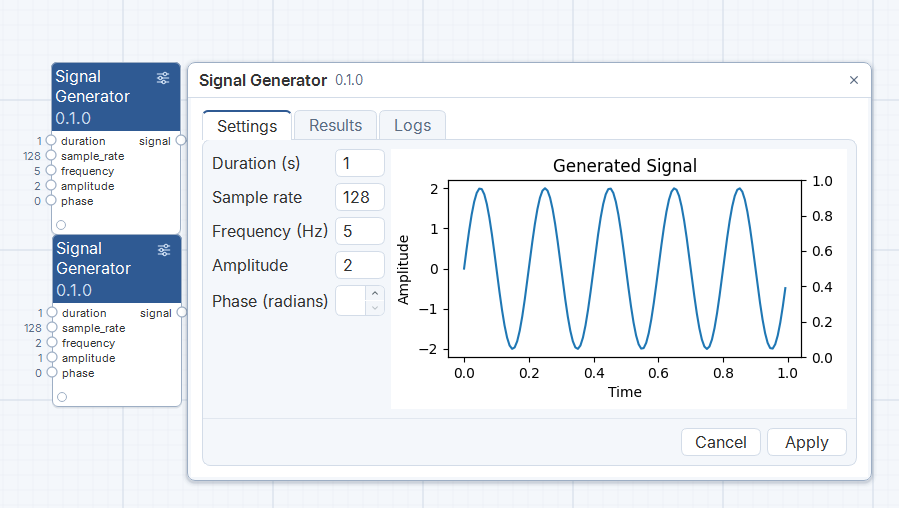 Signal
Generator
0.1.0
1 duration signal
128 sample_rate
5 frequency
2 amplitude
0 phase
Signal
Generator
0.1.0
1 duration signal
128 sample_rate
2 frequency
1 amplitude
0 phase
Signal Generator 0.1.0 ×
Settings Results Logs
Duration (s) 1
Sample rate 128
Frequency (Hz) 5
Amplitude 2
Phase (radians)
Generated Signal
2
1
0
−1
−2
Amplitude
1.0
0.8
0.6
0.4
0.2
0.0
0.0 0.2 0.4 0.6 0.8 1.0
Time
Cancel Apply